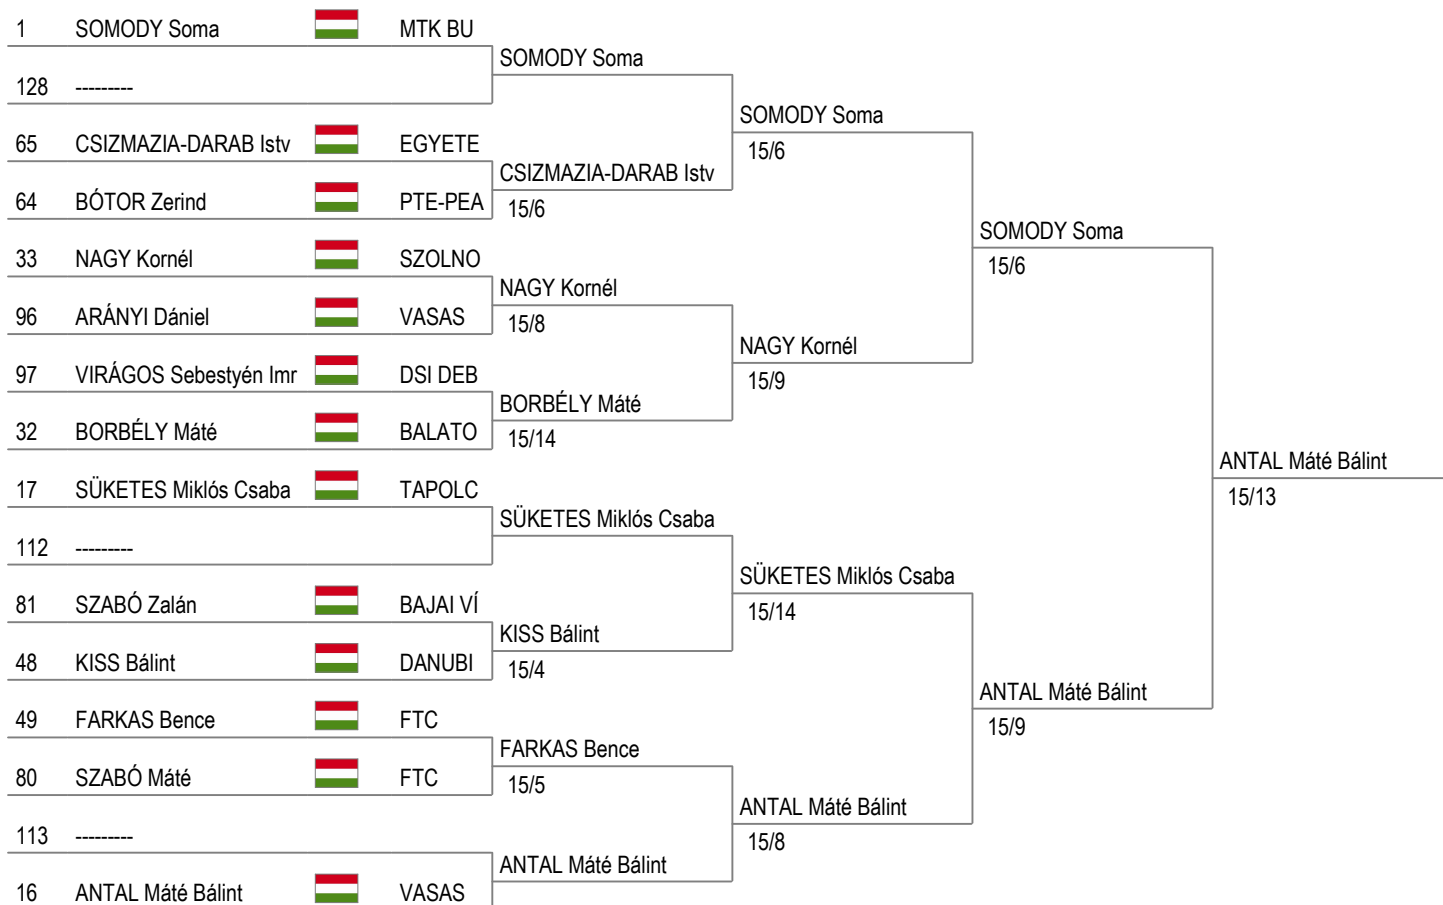 1 SOMODY Soma MTK BU
SOMODY Soma
128 ---------
SOMODY Soma
15/6
65 CSIZMAZIA-DARAB Istv EGYETE
CSIZMAZIA-DARAB Istv
15/6
64 BÓTOR Zerind PTE-PEA
SOMODY Soma
15/6
33 NAGY Kornél SZOLNO
NAGY Kornél
15/8
96 ARÁNYI Dániel VASAS
NAGY Kornél
15/9
97 VIRÁGOS Sebestyén Imr DSI DEB
BORBÉLY Máté
15/14
32 BORBÉLY Máté BALATO
ANTAL Máté Bálint
15/13
17 SÜKETES Miklós Csaba TAPOLC
SÜKETES Miklós Csaba
112 ---------
SÜKETES Miklós Csaba
15/14
81 SZABÓ Zalán BAJAI VÍ
KISS Bálint
15/4
48 KISS Bálint DANUBI
ANTAL Máté Bálint
15/9
49 FARKAS Bence FTC
FARKAS Bence
15/5
80 SZABÓ Máté FTC
ANTAL Máté Bálint
15/8
113 ---------
ANTAL Máté Bálint
16 ANTAL Máté Bálint VASAS